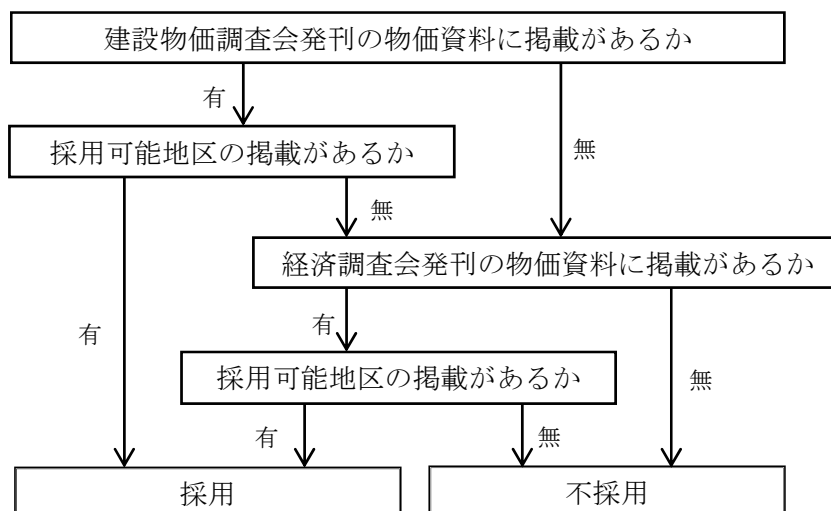 建設物価調査会発刊の物価資料に掲載があるか
有
採用可能地区の掲載があるか
無
無
経済調査会発刊の物価資料に掲載があるか
有
有
採用可能地区の掲載があるか
無
有
無
採用
不採用